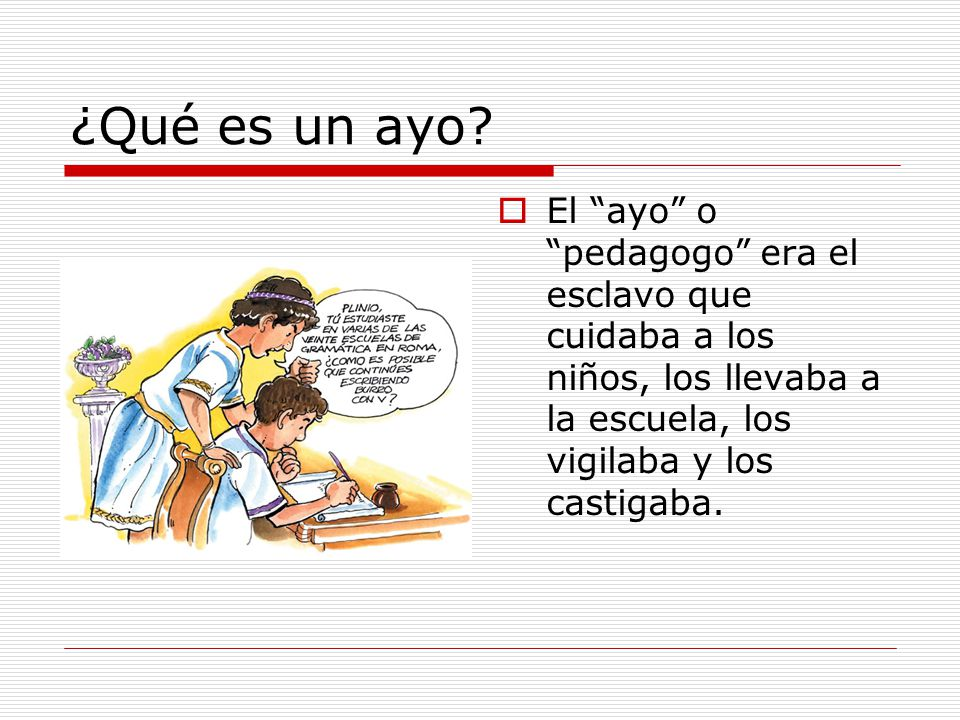 ¿Qué es un ayo?
PLINIO,
TÚ ESTUDIASTE
EN VARIAS DE LAS
VEINTE ESCUELAS DE
GRAMÁTICA EN ROMA,
¿COMO ES POSIBLE
QUE CONTINÚES
ESCRIBIENDO
BURRO
CON V?
El “ayo” o
“pedagogo” era el
esclavo que
cuidaba a los
niños, los llevaba a
la escuela, los
vigilaba y los
castigaba.